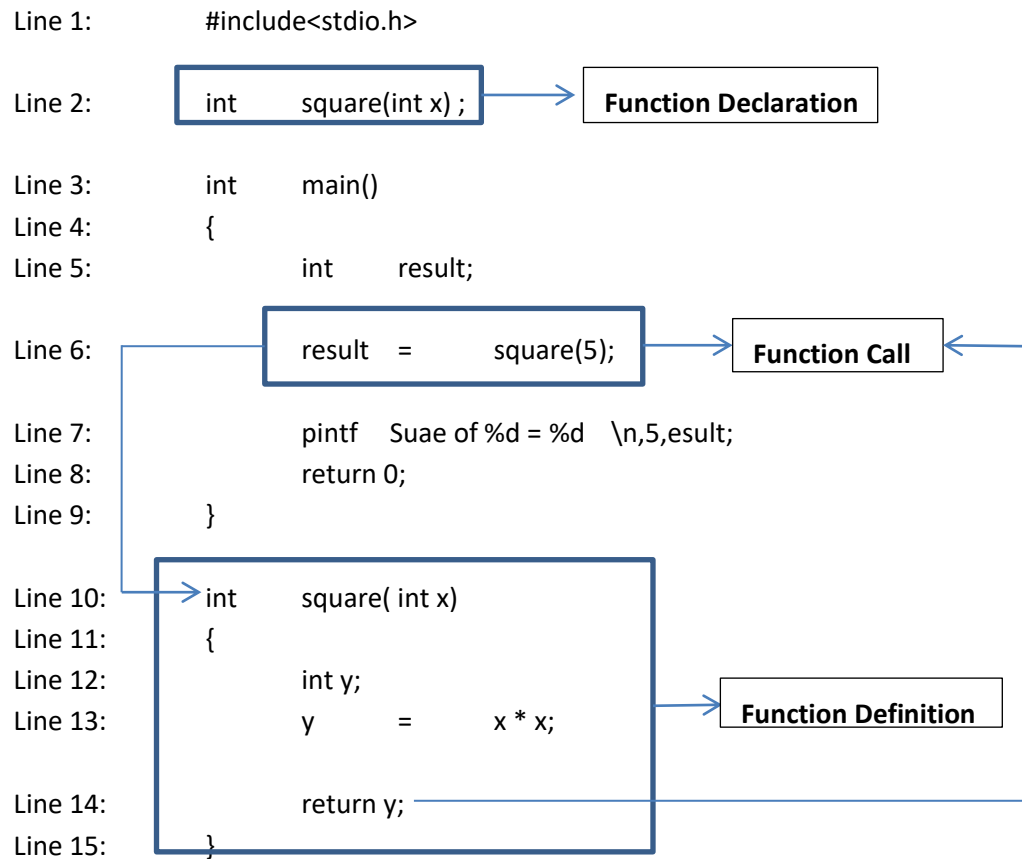 Line 1: #include<stdio.h>
Line 2: int square(int x) ; Function Declaration
Line 3: int main()
Line 4: {
Line 5: int result;
Line 6: result = square(5); Function Call
Line 7: pintf Suae of %d = %d \n,5,esult;
Line 8: return 0;
Line 9: }
Line 10: int square( int x)
Line 11: {
Line 12: int y;
Line 13: y = x * x; Function Definition
Line 14: return y;
Line 15: }